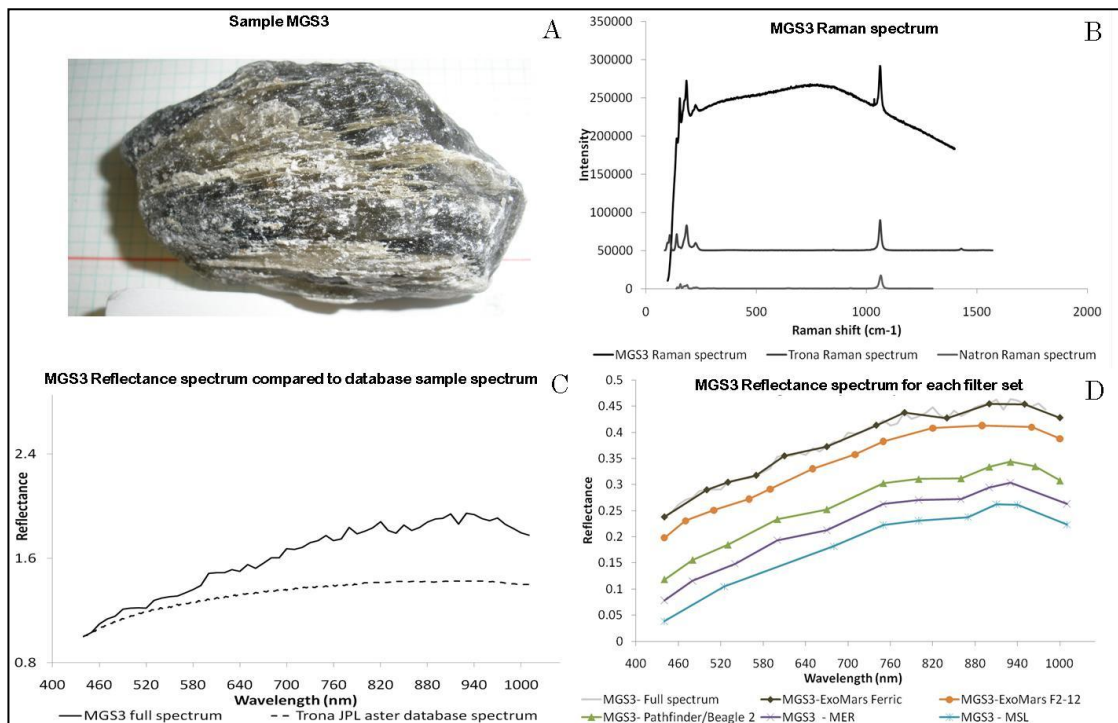 Sample MGS3
A
MGS3 Raman spectrum
B
350000
300000
250000
200000
150000
100000
50000
0
Intensity
0
500
1000
1500
2000
Raman shift (cm-1)
MGS3 Raman spectrum
Trona Raman spectrum
Natron Raman spectrum
MGS3 Reflectance spectrum compared to database sample spectrum
C
2.4
1.6
0.8
Reflectance
400
460
520
580
640
700
760
820
880
940
1000
Wavelength (nm)
MGS3 full spectrum
Trona JPL aster database spectrum
MGS3 Reflectance spectrum for each filter set
D
0.5
0.45
0.4
0.35
0.3
0.25
0.2
0.15
0.1
0.05
0
Reflectance
400
460
520
580
640
700
760
820
880
940
1000
Wavelength (nm)
MGS3- Full spectrum
MGS3-ExoMars Ferric
MGS3-ExoMars F2-12
MGS3- Pathfinder/Beagle 2
MGS3 - MER
MGS3 - MSL